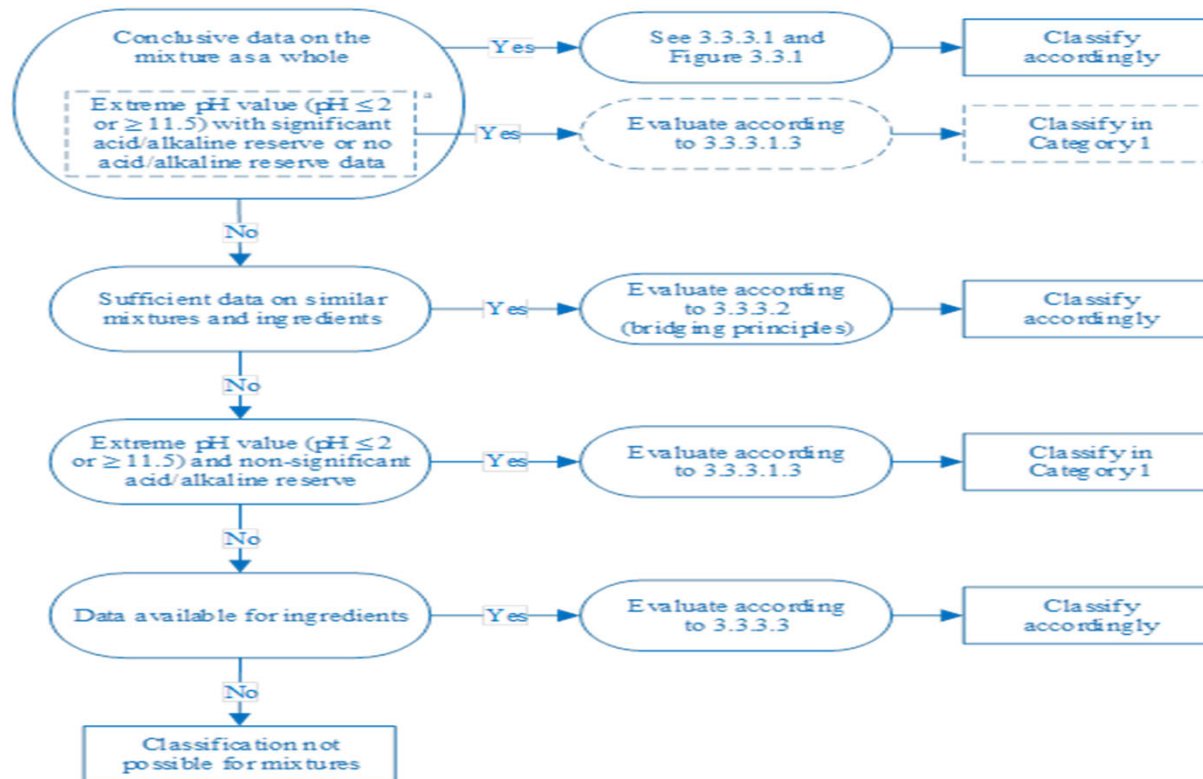 Conclusive data on the
mixture as a whole
Yes
See 3.3.3.1 and
Figure 3.3.1
Classify
accordingly
Extreme pH value (pH ≤ 2
or ≥ 11.5) with significant
acid/alkaline reserve or no
acid/alkaline reserve data
a
Yes
Evaluate according
to 3.3.3.1.3
Classify in
Category 1
No
Sufficient data on similar
mixtures and ingredients
Yes
Evaluate according
to 3.3.3.2
(bridging principles)
Classify
accordingly
No
Extreme pH value (pH ≤ 2
or ≥ 11.5) and non-significant
acid/alkaline reserve
Yes
Evaluate according
to 3.3.3.1.3
Classify in
Category 1
No
Data available for ingredients
Yes
Evaluate according
to 3.3.3.3
Classify
accordingly
No
Classification not
possible for mixtures